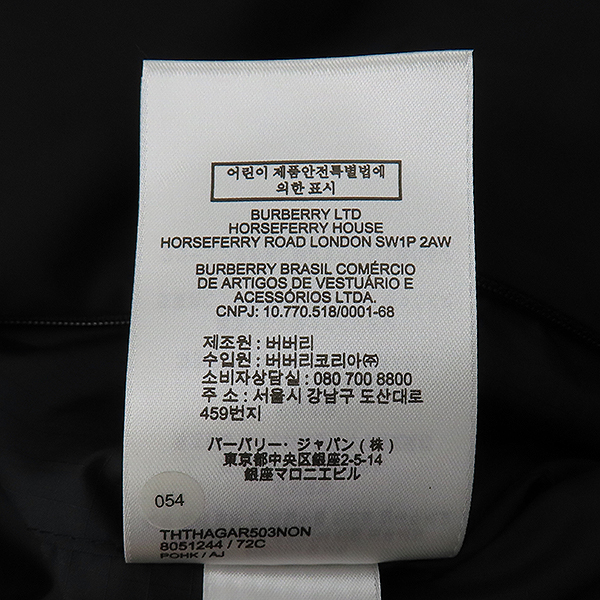 어린이 제품안전특별법에
의한 표시
BURBERRY LTD
HORSEFERRY HOUSE
HORSEFERRY ROAD LONDON SW1P 2AW
BURBERRY BRASIL COMÉRCIO
DE ARTIGOS DE VESTUÁRIO E
ACESSÓRIOS LTDA.
CNPJ: 10.770.518/0001-68
제조원 : 버버리
수입원 : 버버리코리아㈜
소비자상담실 : 080 700 8800
주 소 : 서울시 강남구 도산대로
459번지
バーバリー・ジャパン(株)
東京都中央区銀座2-5-14
銀座マロニエビル
054
THTHAGAR503NON
8051244 / 72C
POHK / AJ